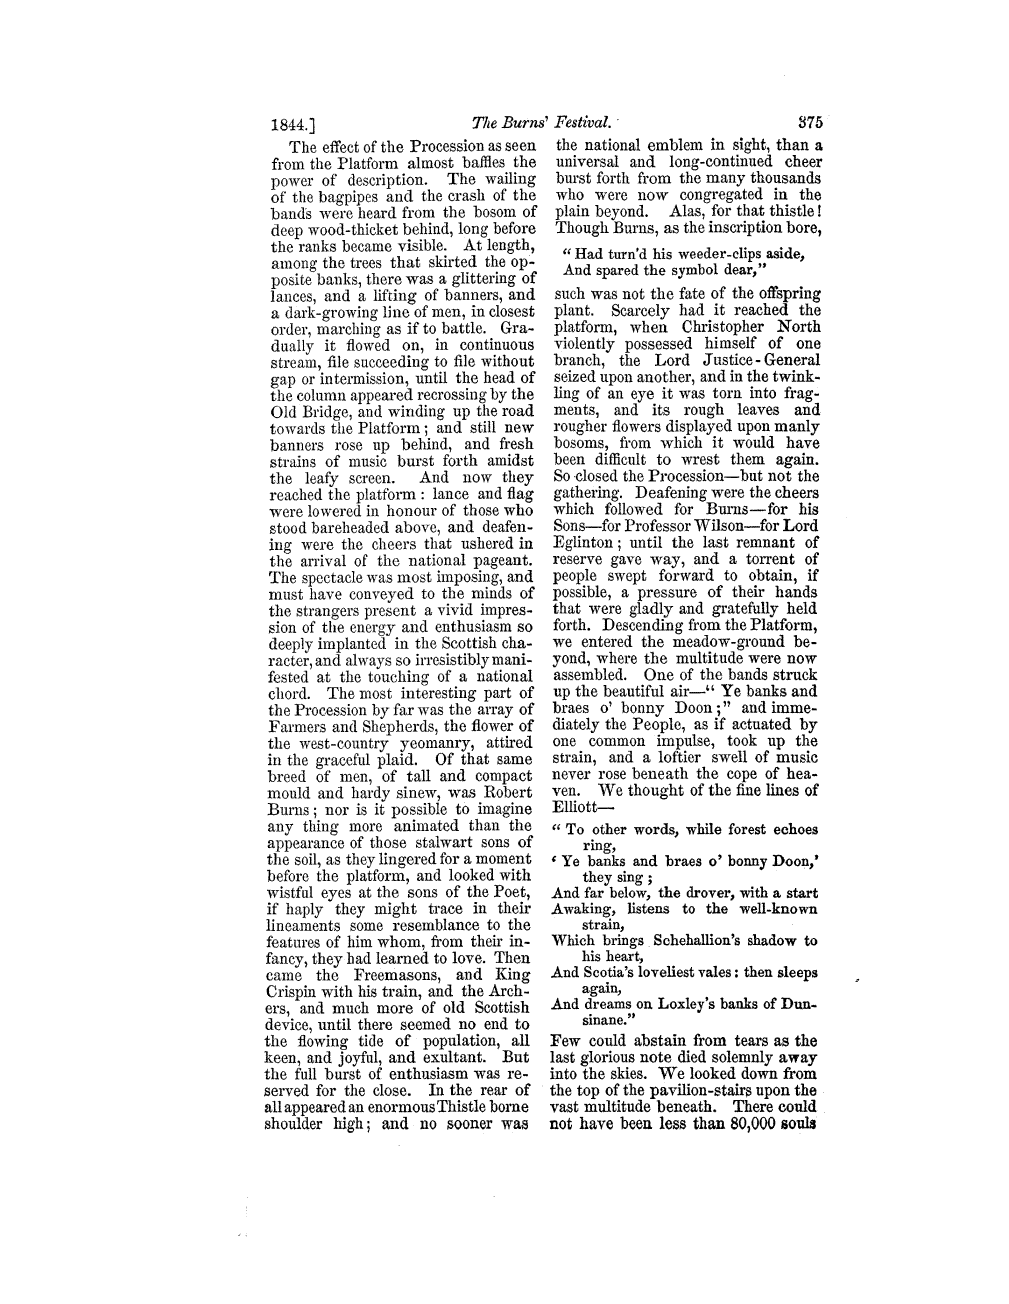 1844.] The Burns' Festival. 375
The effect of the Procession as seen
from the Platform almost baffles the
power of description. The wailing
of the bagpipes and the crash of the
bands were heard from the bosom of
deep wood-thicket behind, long before
the ranks became visible. At length,
among the trees that skirted the op-
posite banks, there was a glittering of
lances, and a lifting of banners, and
a dark-growing line of men, in closest
order, marching as if to battle. Gra-
dually it flowed on, in continuous
stream, file succeeding to file without
gap or intermission, until the head of
the column appeared recrossing by the
Old Bridge, and winding up the road
towards the Platform; and still new
banners rose up behind, and fresh
strains of music burst forth amidst
the leafy screen. And now they
reached the platform: lance and flag
were lowered in honour of those who
stood bareheaded above, and deafen-
ing were the cheers that ushered in
the arrival of the national pageant.
The spectacle was most imposing, and
must have conveyed to the minds of
the strangers present a vivid impres-
sion of the energy and enthusiasm so
deeply implanted in the Scottish cha-
racter, and always so irresistibly mani-
fested at the touching of a national
chord. The most interesting part of
the Procession by far was the array of
Farmers and Shepherds, the flower of
the west-country yeomanry, attired
in the graceful plaid. Of that same
breed of men, of tall and compact
mould and hardy sinew, was Robert
Burns; nor is it possible to imagine
any thing more animated than the
appearance of those stalwart sons of
the soil, as they lingered for a moment
before the platform, and looked with
wistful eyes at the sons of the Poet,
if haply they might trace in their
lineaments some resemblance to the
features of him whom, from their in-
fancy, they had learned to love. Then
came the Freemasons, and King
Crispin with his train, and the Arch-
ers, and much more of old Scottish
device, until there seemed no end to
the flowing tide of population, all
keen, and joyful, and exultant. But
the full burst of enthusiasm was re-
served for the close. In the rear of
all appeared an enormous Thistle borne
shoulder high; and no sooner was
the national emblem in sight, than a
universal and long-continued cheer
burst forth from the many thousands
who were now congregated in the
plain beyond. Alas, for that thistle!
Though Burns, as the inscription bore,
"Had turn'd his weeder-clips aside,
And spared the symbol dear,"
such was not the fate of the offspring
plant. Scarcely had it reached the
platform, when Christopher North
violently possessed himself of one
branch, the Lord Justice-General
seized upon another, and in the twink-
ling of an eye it was torn into frag-
ments, and its rough leaves and
rougher flowers displayed upon manly
bosoms, from which it would have
been difficult to wrest them again.
So closed the Procession—but not the
gathering. Deafening were the cheers
which followed for Burns—for his
Sons—for Professor Wilson—for Lord
Eglinton; until the last remnant of
reserve gave way, and a torrent of
people swept forward to obtain, if
possible, a pressure of their hands
that were gladly and gratefully held
forth. Descending from the Platform,
we entered the meadow-ground be-
yond, where the multitude were now
assembled. One of the bands struck
up the beautiful air—"Ye banks and
braes o' bonny Doon;" and imme-
diately the People, as if actuated by
one common impulse, took up the
strain, and a loftier swell of music
never rose beneath the cope of hea-
ven. We thought of the fine lines of
Elliott—
"To other words, while forest echoes
ring,
'Ye banks and braes o' bonny Doon,'
they sing;
And far below, the drover, with a start
Awaking, listens to the well-known
strain,
Which brings Schehallion's shadow to
his heart,
And Scotia's loveliest vales: then sleeps
again,
And dreams on Loxley's banks of Dun-
sinane."
Few could abstain from tears as the
last glorious note died solemnly away
into the skies. We looked down from
the top of the pavilion-stairs upon the
vast multitude beneath. There could
not have been less than 80,000 souls